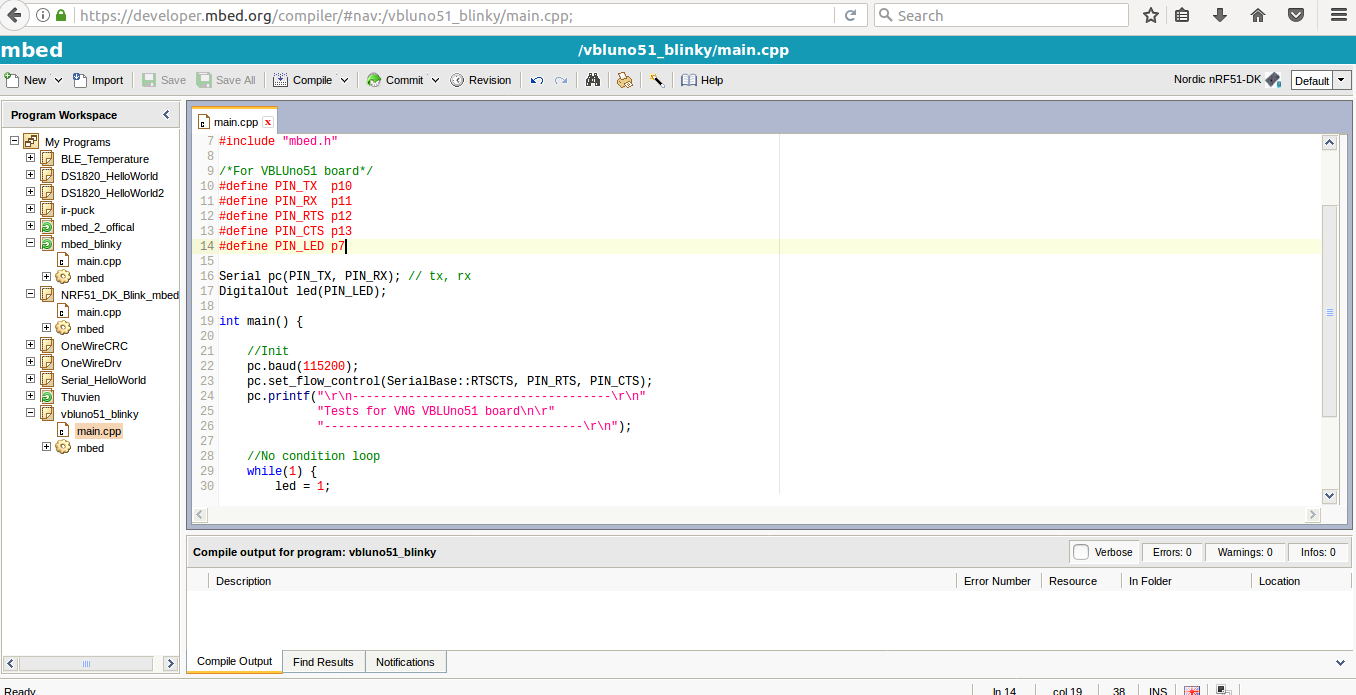 https://developer.mbed.org/compiler/#nav:/vbluno51_blinky/main.cpp;
Search
mbed
/vbluno51_blinky/main.cpp
New
Import
Save
Save All
Compile
Commit
Revision
Help
Nordic nRF51-DK
Default
Program Workspace
My Programs
BLE_Temperature
DS1820_HelloWorld
DS1820_HelloWorld2
ir-puck
mbed_2_offical
mbed_blinky
main.cpp
mbed
NRF51_DK_Blink_mbed
main.cpp
mbed
OneWireCRC
OneWireDrv
Serial_HelloWorld
Thuvien
vbluno51_blinky
main.cpp
mbed
main.cpp x
7 #include "mbed.h"
8
9 /*For VBLUno51 board*/
10 #define PIN_TX  p10
11 #define PIN_RX  p11
12 #define PIN_RTS p12
13 #define PIN_CTS p13
14 #define PIN_LED p7
15
16 Serial pc(PIN_TX, PIN_RX); // tx, rx
17 DigitalOut led(PIN_LED);
18
19 int main() {
20
21     //Init
22     pc.baud(115200);
23     pc.set_flow_control(SerialBase::RTSCTS, PIN_RTS, PIN_CTS);
24     pc.printf("\r\n-------------------------------------\r\n"
25               "Tests for VNG VBLUno51 board\n\r"
26               "-------------------------------------\r\n");
27
28     //No condition loop
29     while(1) {
30         led = 1;
Compile output for program: vbluno51_blinky
Verbose
Errors: 0
Warnings: 0
Infos: 0
Description
Error Number
Resource
In Folder
Location
Compile Output
Find Results
Notifications
Ready.
ln 14
col 19
38
INS